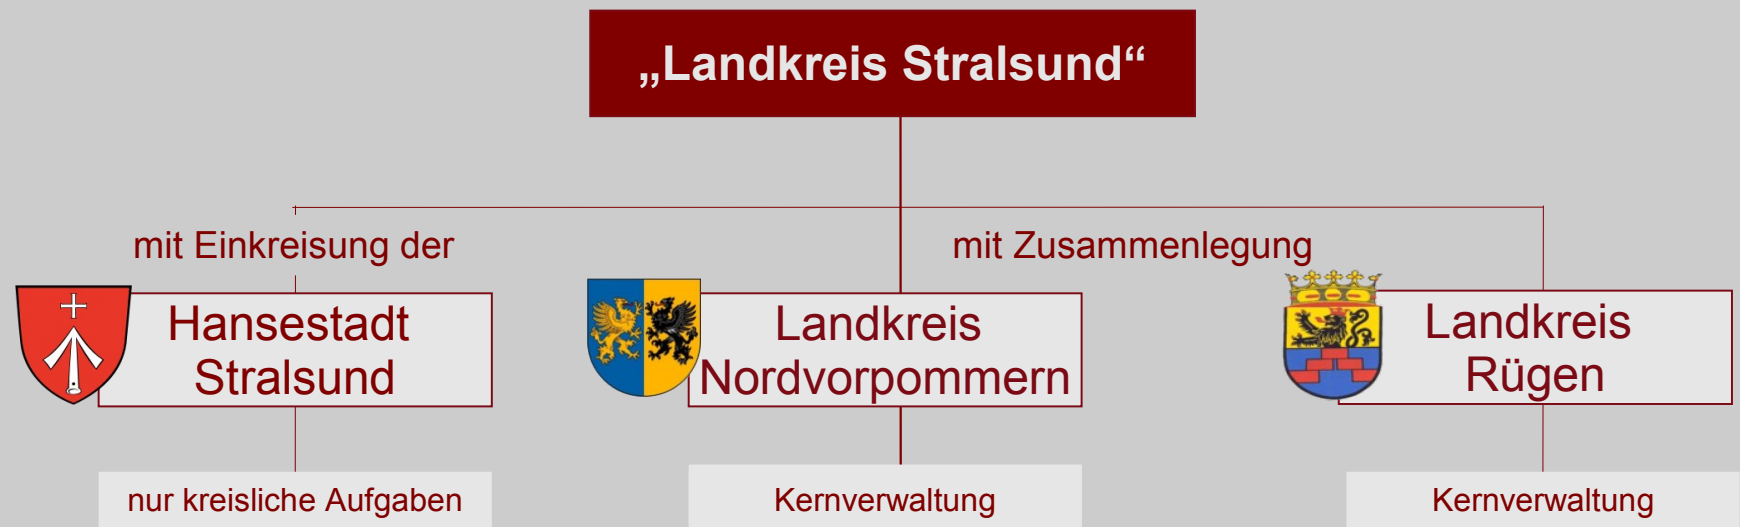 „Landkreis Stralsund“
mit Einkreisung der
mit Zusammenlegung
Hansestadt
Stralsund
Landkreis
Nordvorpommern
Landkreis
Rügen
nur kreisliche Aufgaben
Kernverwaltung
Kernverwaltung